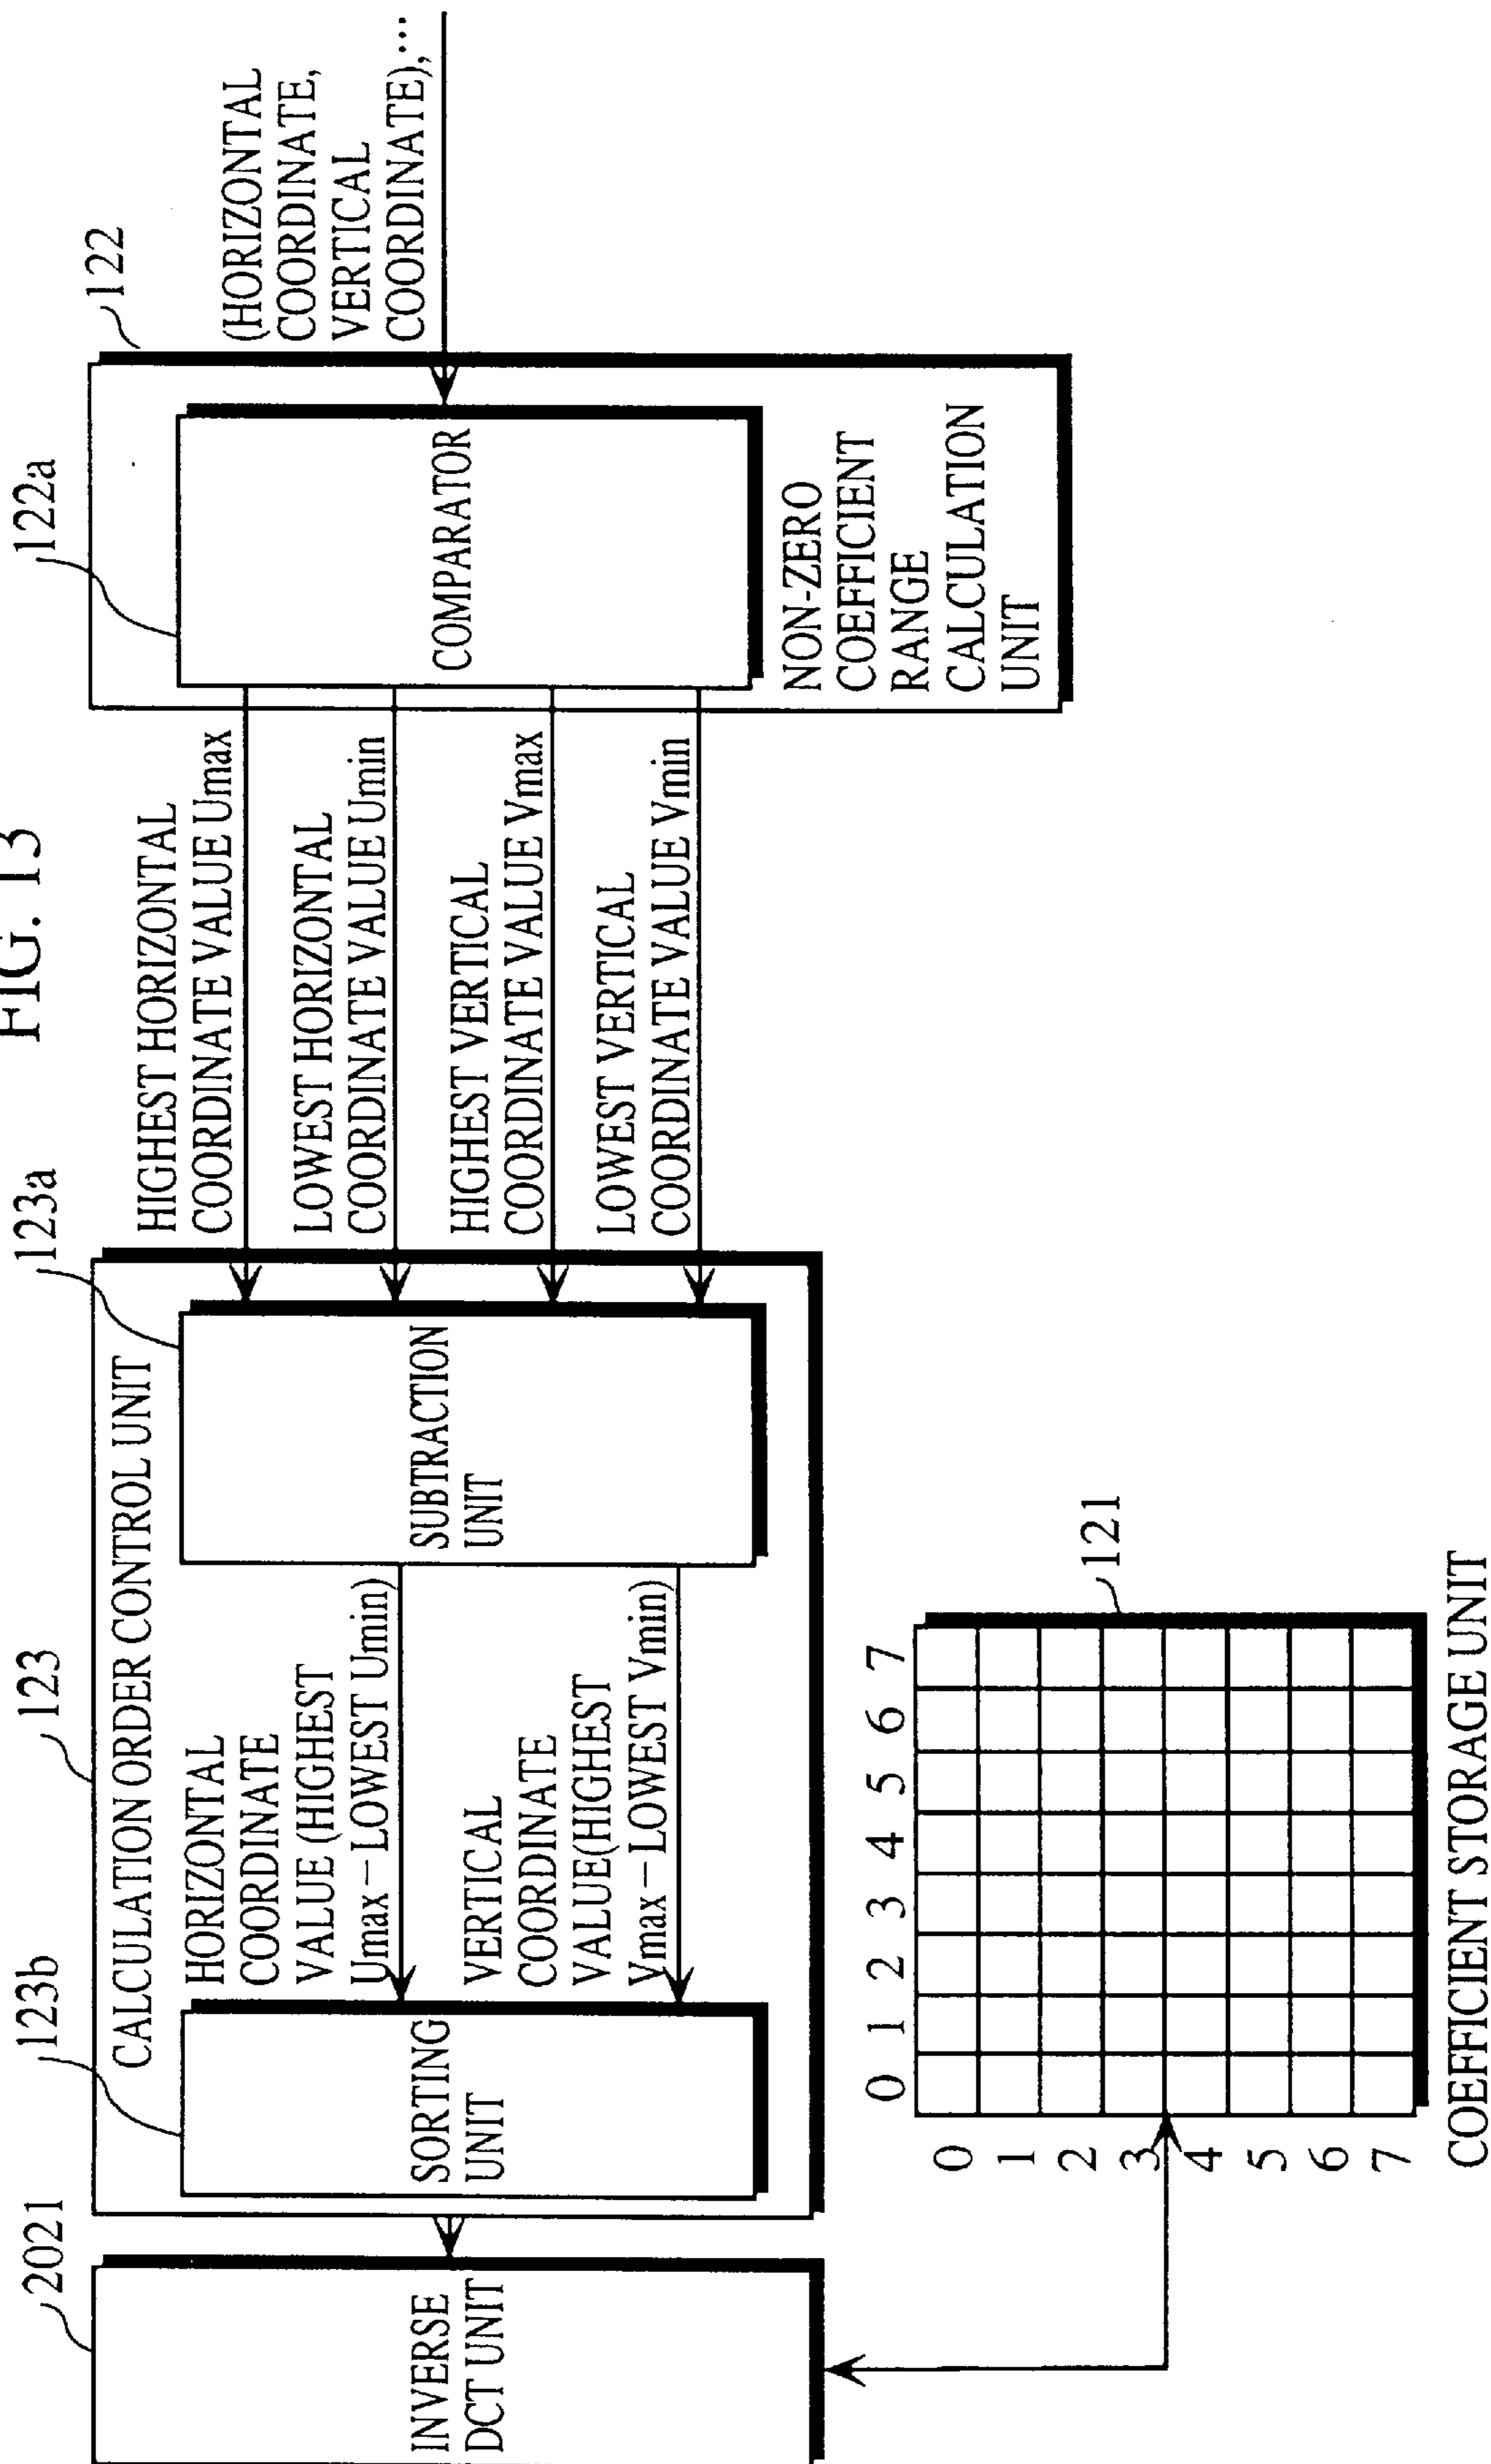 FIG. 13
2021
INVERSE
DCT UNIT
123
CALCULATION ORDER CONTROL UNIT
123b
SORTING
UNIT
HORIZONTAL
COORDINATE
VALUE (HIGHEST
Umax－LOWEST Umin)
VERTICAL
COORDINATE
VALUE(HIGHEST
Vmax－LOWEST Vmin)
123a
SUBTRACTION
UNIT
HIGHEST HORIZONTAL
COORDINATE VALUE Umax
LOWEST HORIZONTAL
COORDINATE VALUE Umin
HIGHEST VERTICAL
COORDINATE VALUE Vmax
LOWEST VERTICAL
COORDINATE VALUE Vmin
122a
COMPARATOR
122
NON-ZERO
COEFFICIENT
RANGE
CALCULATION
UNIT
(HORIZONTAL
COORDINATE,
VERTICAL
COORDINATE),…
0 1 2 3 4 5 6 7
0
1
2
3
4
5
6
7
121
COEFFICIENT STORAGE UNIT